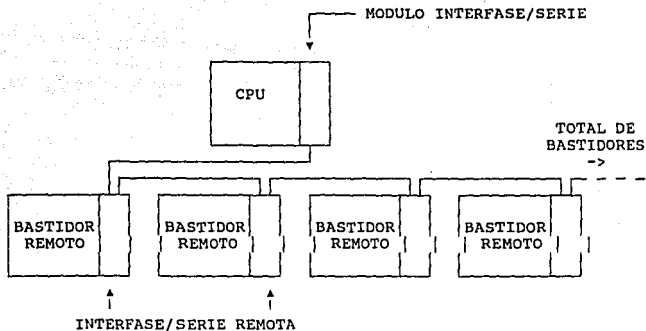 MODULO INTERFASE/SERIE
CPU
TOTAL DE
BASTIDORES
->
BASTIDOR
REMOTO
BASTIDOR
REMOTO
BASTIDOR
REMOTO
BASTIDOR
REMOTO
INTERFASE/SERIE REMOTA